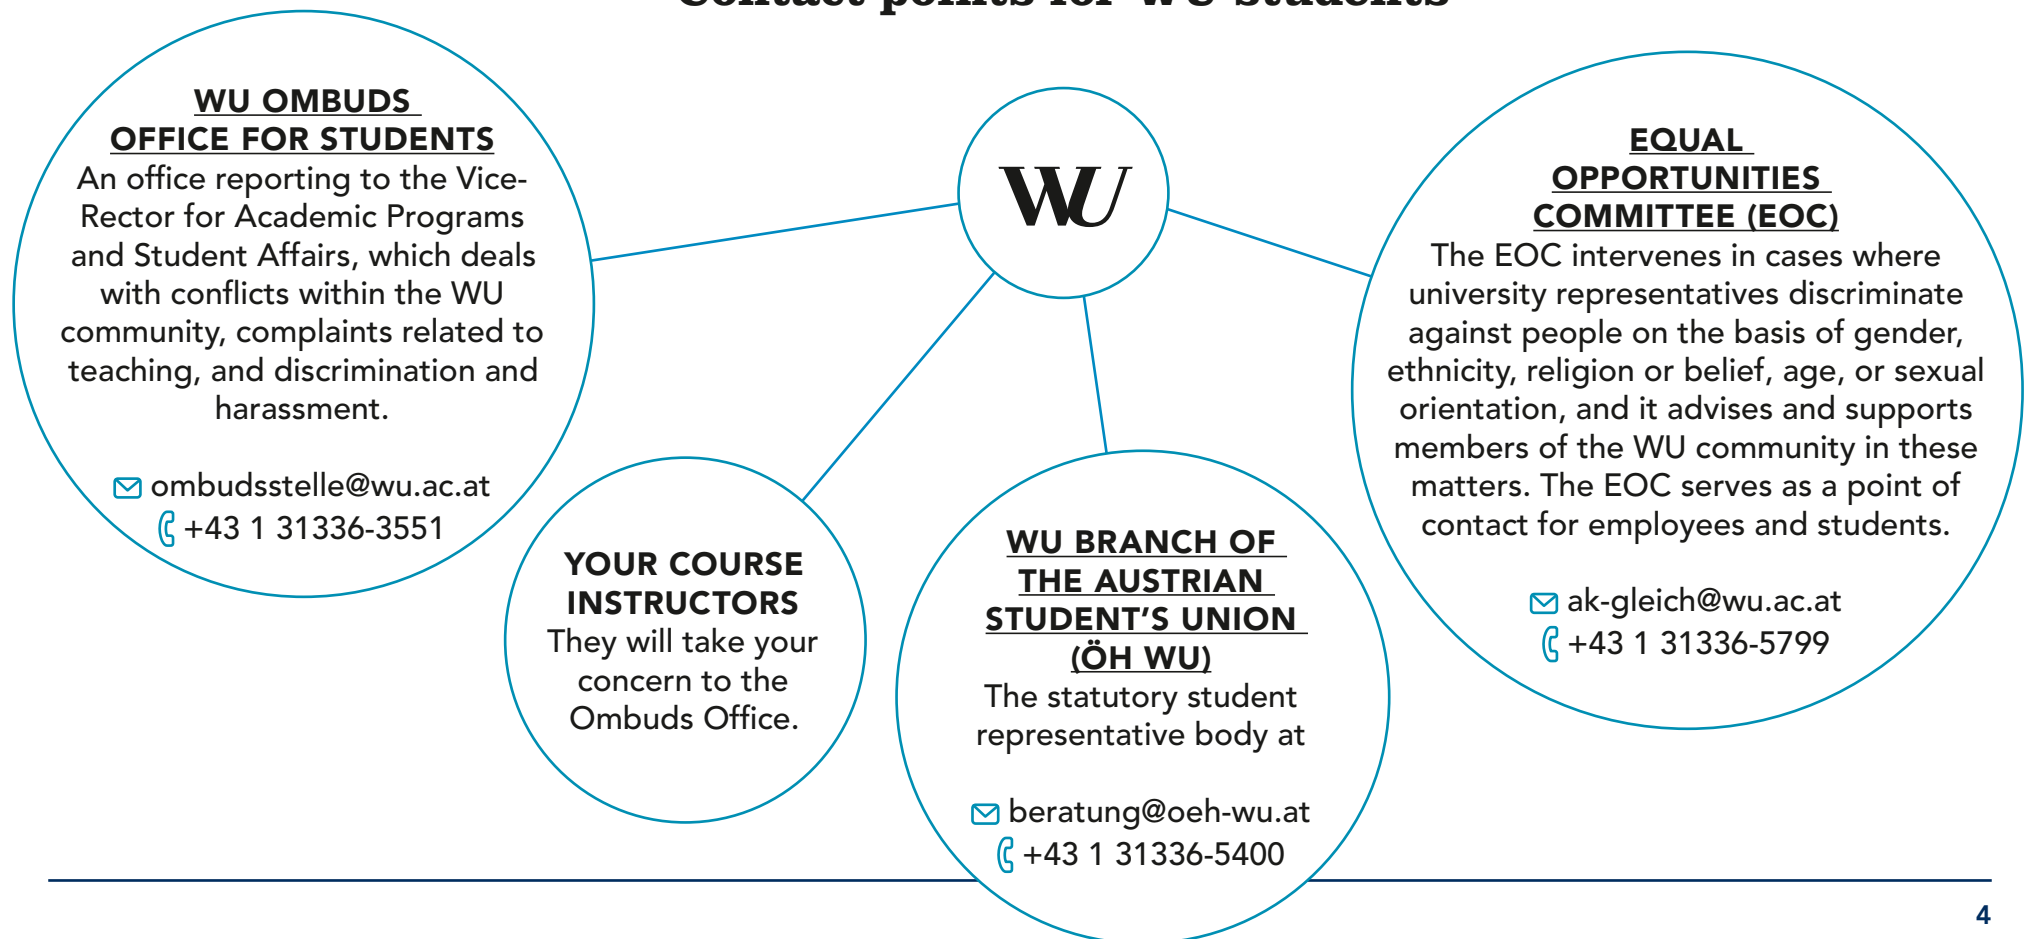 Contact points for WU students
WU OMBUDS
OFFICE FOR STUDENTS
An office reporting to the Vice-
Rector for Academic Programs
and Student Affairs, which deals
with conflicts within the WU
community, complaints related to
teaching, and discrimination and
harassment.
ombudsstelle@wu.ac.at
+43 1 31336-3551
WU
YOUR COURSE
INSTRUCTORS
They will take your
concern to the
Ombuds Office.
WU BRANCH OF
THE AUSTRIAN
STUDENT’S UNION
(ÖH WU)
The statutory student
representative body at
beratung@oeh-wu.at
+43 1 31336-5400
EQUAL
OPPORTUNITIES
COMMITTEE (EOC)
The EOC intervenes in cases where
university representatives discriminate
against people on the basis of gender,
ethnicity, religion or belief, age, or sexual
orientation, and it advises and supports
members of the WU community in these
matters. The EOC serves as a point of
contact for employees and students.
ak-gleich@wu.ac.at
+43 1 31336-5799
4